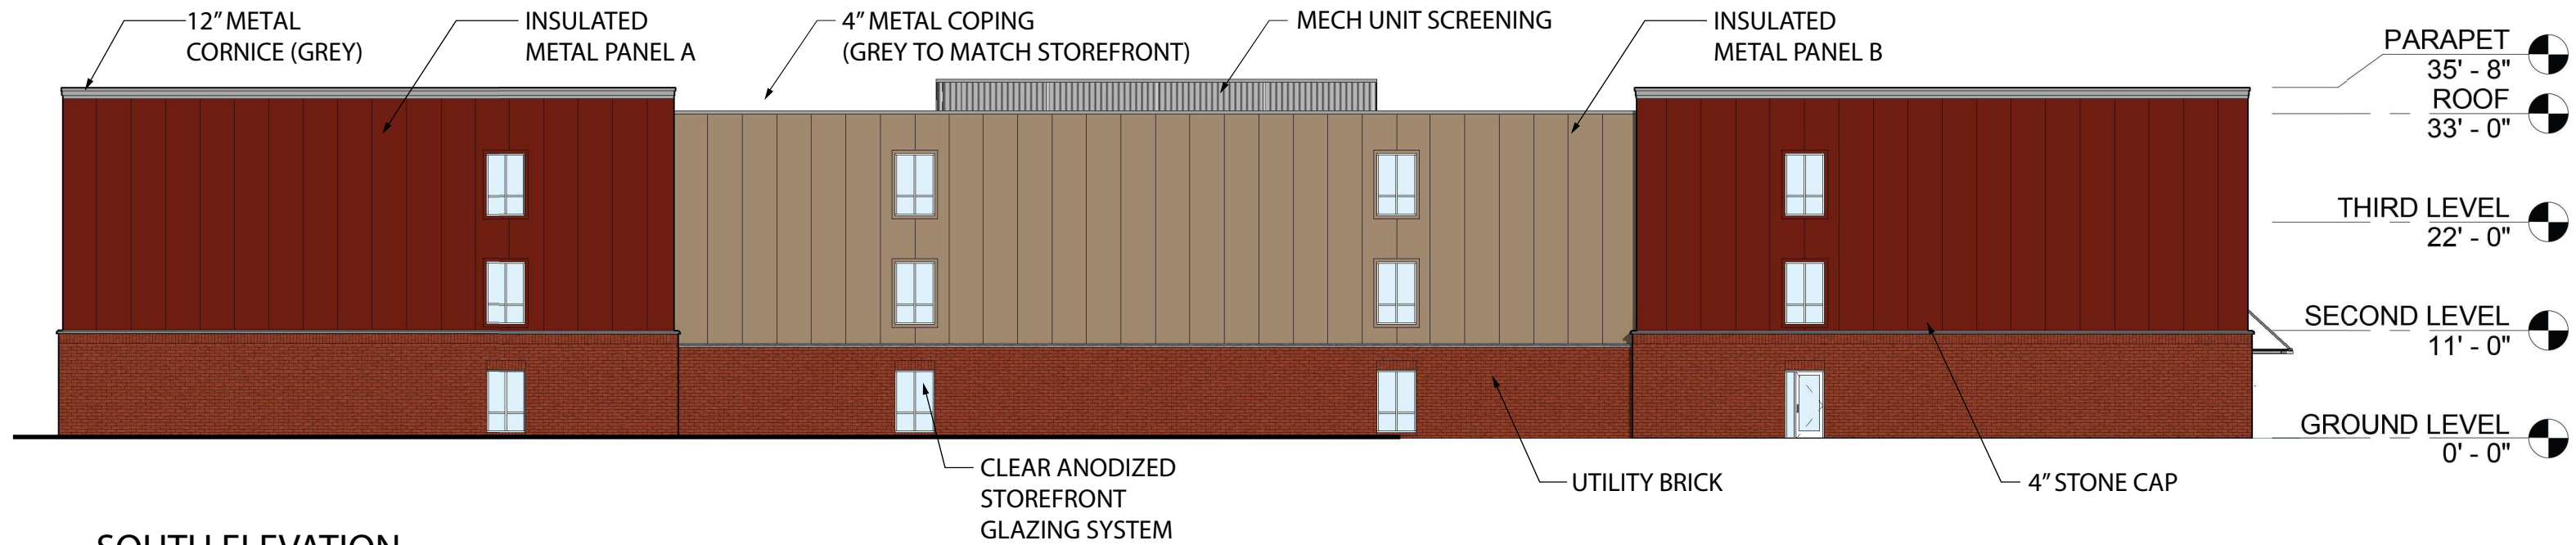 12” METAL
CORNICE (GREY)
INSULATED
METAL PANEL A
4” METAL COPING
(GREY TO MATCH STOREFRONT)
MECH UNIT SCREENING
INSULATED
METAL PANEL B
PARAPET
35' - 8"
ROOF
33' - 0"
THIRD LEVEL
22' - 0"
SECOND LEVEL
11' - 0"
GROUND LEVEL
0' - 0"
CLEAR ANODIZED
STOREFRONT
GLAZING SYSTEM
UTILITY BRICK
4” STONE CAP
SOUTH ELEVATION